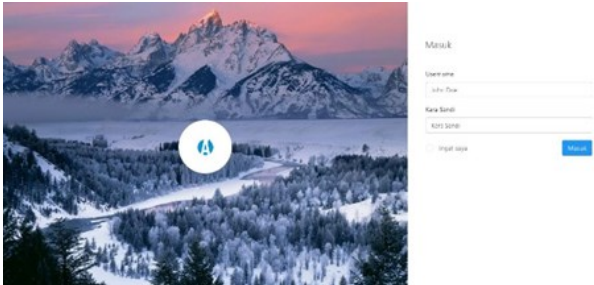 A
Masuk
Username
John Doe
Kata Sandi
Kata Sandi
Ingat saya
Masuk